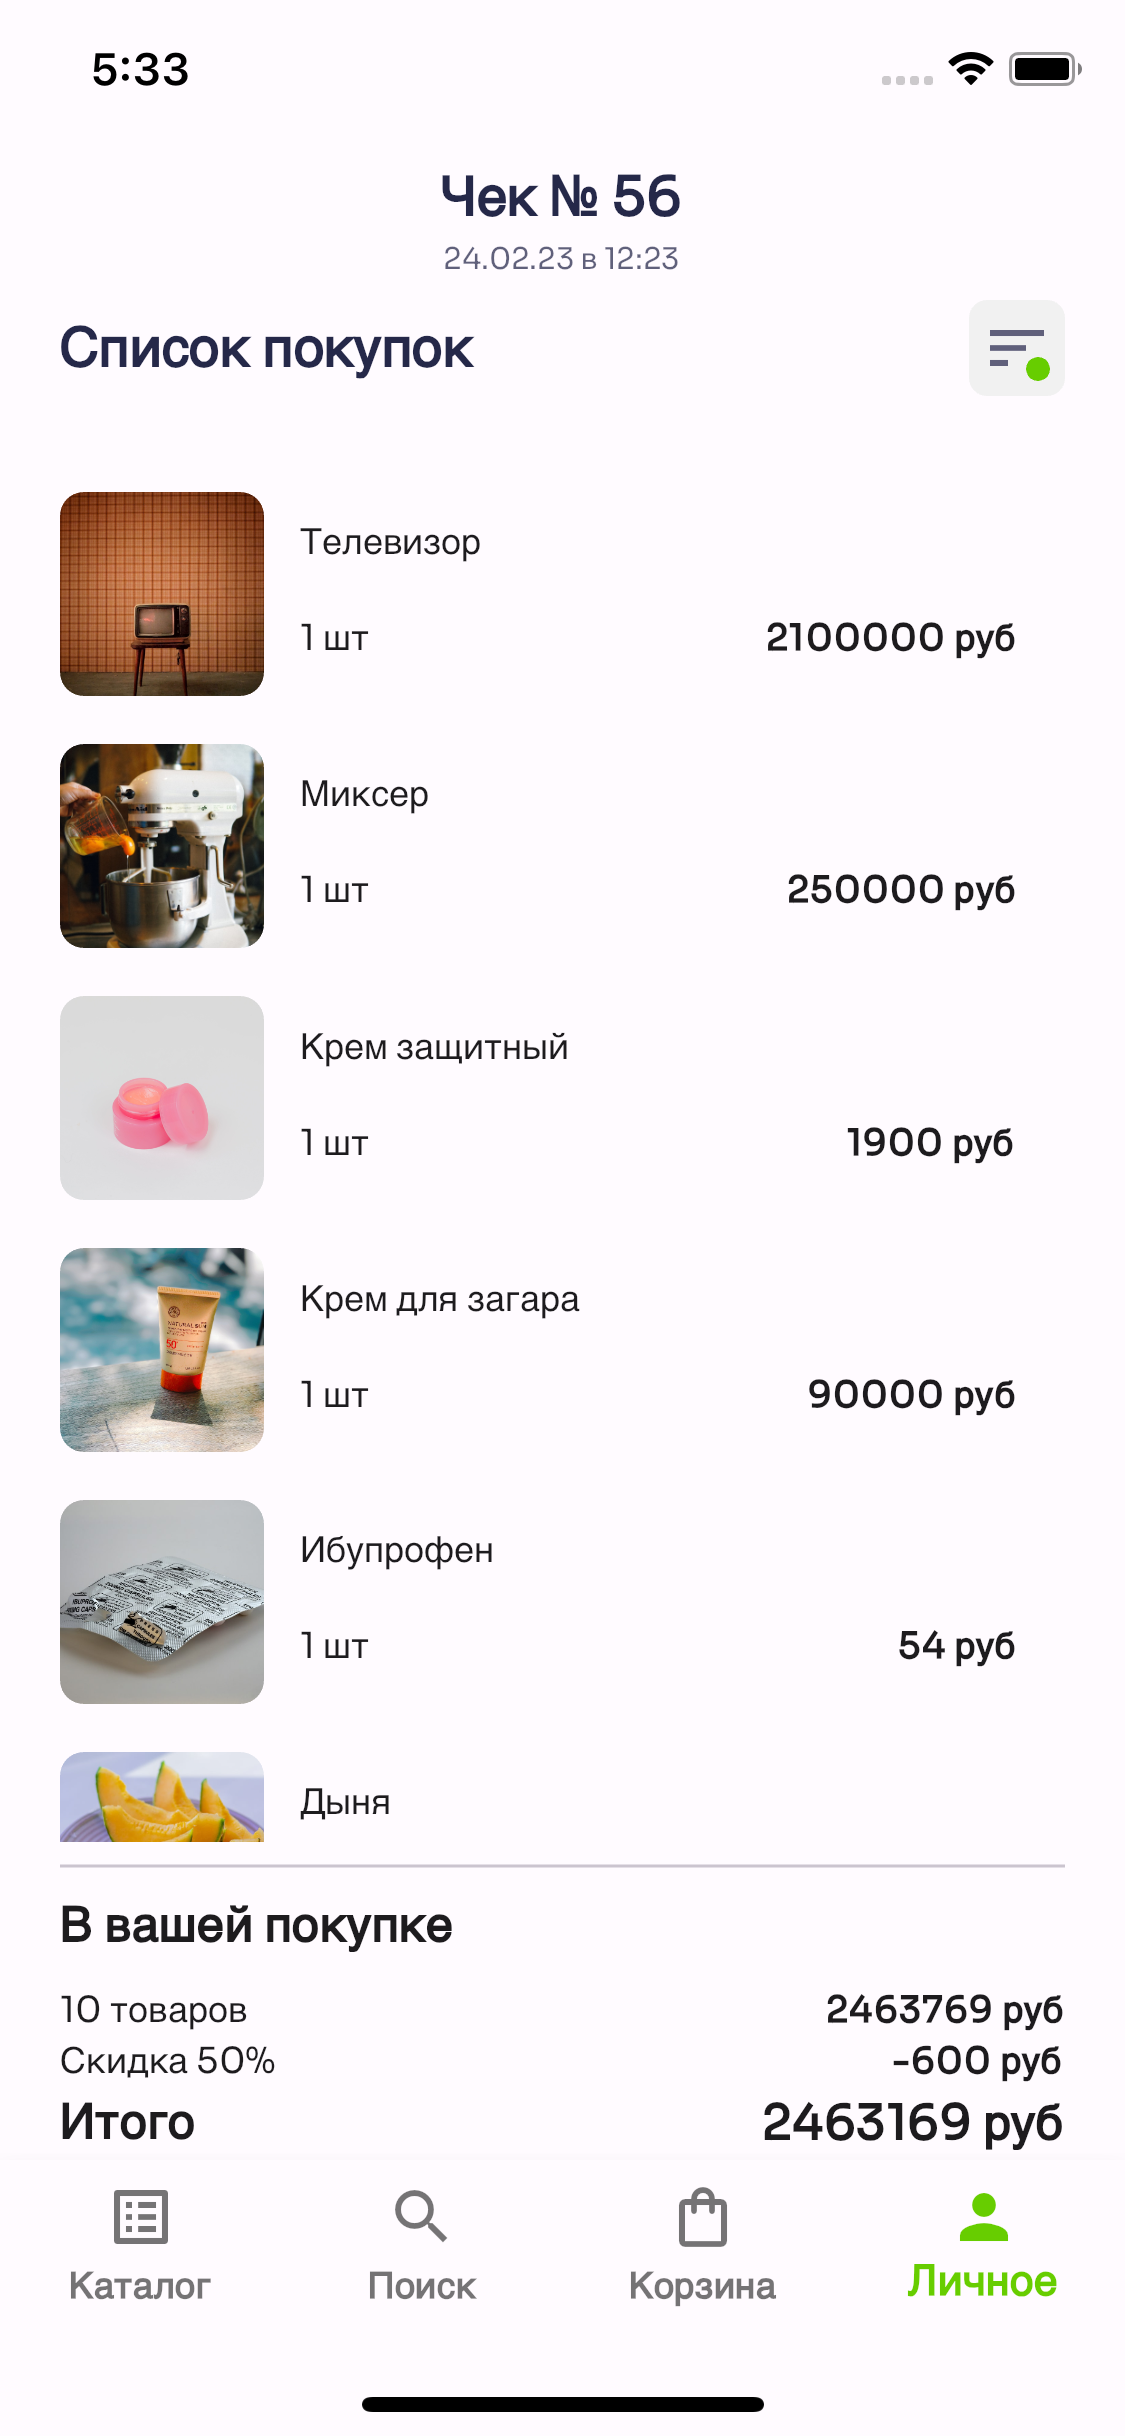 5:33
Чек № 56
24.02.23 в 12:23
Список покупок
Телевизор
1 шт 2100000 руб
Миксер
1 шт 250000 руб
Крем защитный
1 шт 1900 руб
Крем для загара
NATURAL SUN
50
1 шт 90000 руб
Ибупрофен
1 шт 54 руб
Дыня
В вашей покупке
10 товаров 2463769 руб
Скидка 50% -600 руб
Итого 2463169 руб
Каталог Поиск Корзина Личное